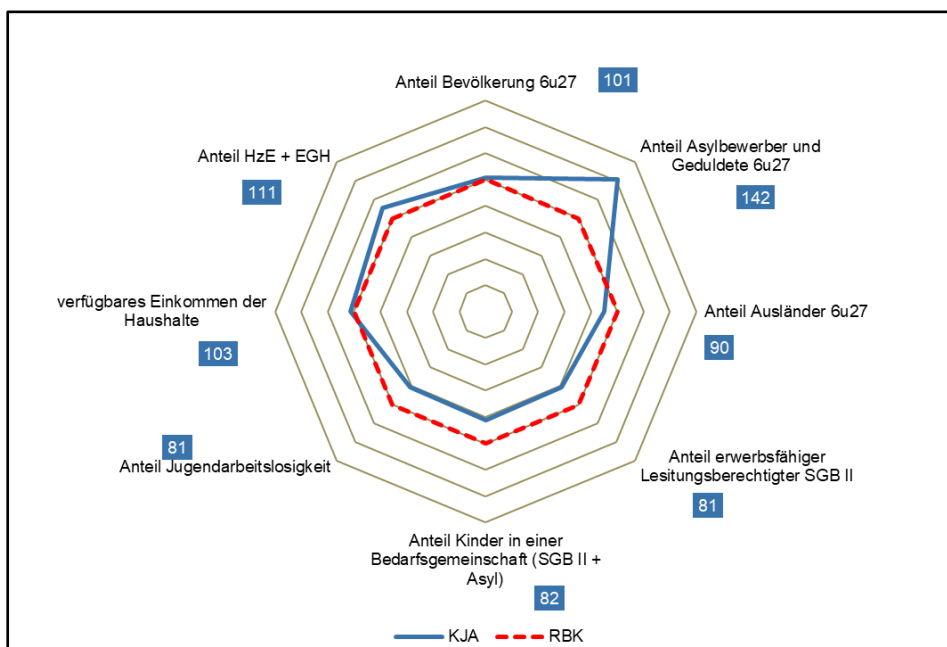 Anteil Bevölkerung 6u27
101
Anteil Asylbewerber und
Geduldete 6u27
142
Anteil Ausländer 6u27
90
Anteil erwerbsfähiger
Lesitungsberechtigter SGB II
81
Anteil Kinder in einer
Bedarfsgemeinschaft (SGB II +
Asyl)
82
Anteil Jugendarbeitslosigkeit
81
verfügbares Einkommen der
Haushalte
103
Anteil HzE + EGH
111
KJA
RBK